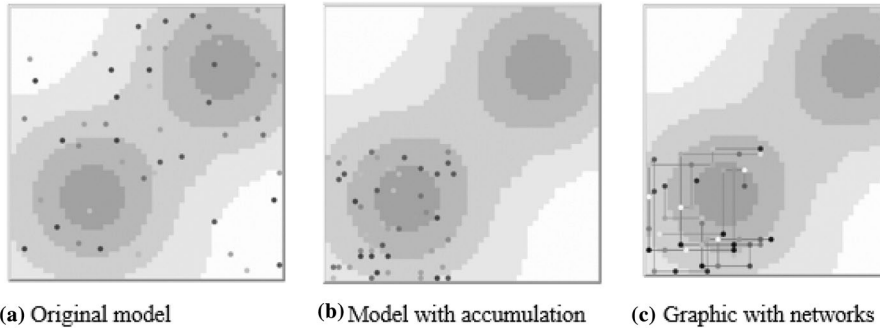 (a) Original model
(b) Model with accumulation
(c) Graphic with networks